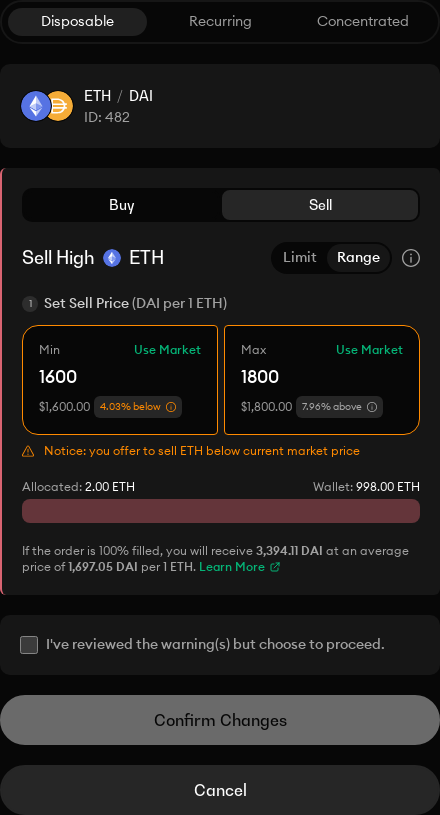 Disposable Recurring Concentrated
ETH / DAI
ID: 482
Buy Sell
Sell High ETH Limit Range
1 Set Sell Price (DAI per 1 ETH)
Min Use Market Max Use Market
1600 1800
$1,600.00 4.03% below $1,800.00 7.96% above
Notice: you offer to sell ETH below current market price
Allocated: 2.00 ETH Wallet: 998.00 ETH
If the order is 100% filled, you will receive 3,394.11 DAI at an average
price of 1,697.05 DAI per 1 ETH. Learn More
I've reviewed the warning(s) but choose to proceed.
Confirm Changes
Cancel